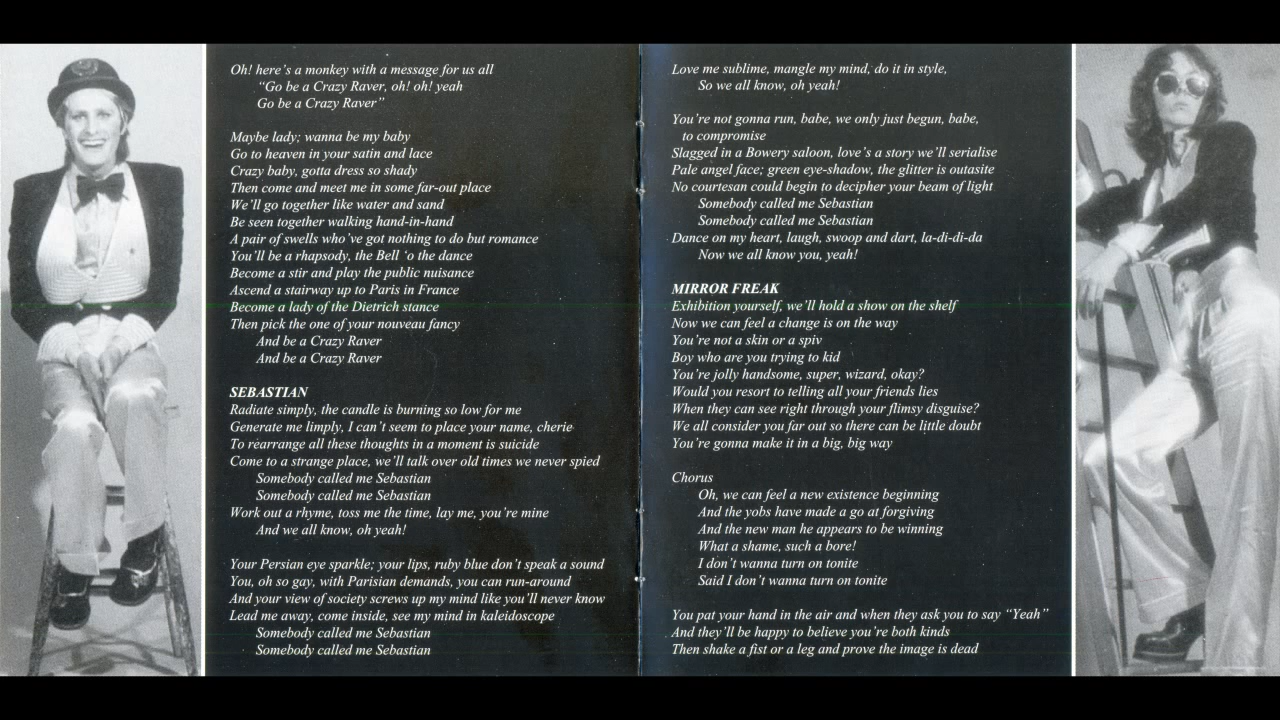 Oh! here's a monkey with a message for us all
"Go be a Crazy Raver, oh! oh! yeah
Go be a Crazy Raver"
Maybe lady; wanna be my baby
Go to heaven in your satin and lace
Crazy baby, gotta dress so shady
Then come and meet me in some far-out place
We'll go together like water and sand
Be seen together walking hand-in-hand
A pair of swells who've got nothing to do but romance
You'll be a rhapsody, the Bell 'o the dance
Become a stir and play the public nuisance
Ascend a stairway up to Paris in France
Become a lady of the Dietrich stance
Then pick the one of your nouveau fancy
And be a Crazy Raver
And be a Crazy Raver
SEBASTIAN
Radiate simply, the candle is burning so low for me
Generate me limply, I can't seem to place your name, cherie
To rearrange all these thoughts in a moment is suicide
Come to a strange place, we'll talk over old times we never spied
Somebody called me Sebastian
Somebody called me Sebastian
Work out a rhyme, toss me the time, lay me, you're mine
And we all know, oh yeah!
Your Persian eye sparkle; your lips, ruby blue don't speak a sound
You, oh so gay, with Parisian demands, you can run-around
And your view of society screws up my mind like you'll never know
Lead me away, come inside, see my mind in kaleidoscope
Somebody called me Sebastian
Somebody called me Sebastian
Love me sublime, mangle my mind, do it in style,
So we all know, oh yeah!
You're not gonna run, babe, we only just begun, babe,
to compromise
Slagged in a Bowery saloon, love's a story we'll serialise
Pale angel face; green eye-shadow, the glitter is outasite
No courtesan could begin to decipher your beam of light
Somebody called me Sebastian
Somebody called me Sebastian
Dance on my heart, laugh, swoop and dart, la-di-di-da
Now we all know you, yeah!
MIRROR FREAK
Exhibition yourself, we'll hold a show on the shelf
Now we can feel a change is on the way
You're not a skin or a spiv
Boy who are you trying to kid
You're jolly handsome, super, wizard, okay?
Would you resort to telling all your friends lies
When they can see right through your flimsy disguise?
We all consider you far out so there can be little doubt
You're gonna make it in a big, big way
Chorus
Oh, we can feel a new existence beginning
And the yobs have made a go at forgiving
And the new man he appears to be winning
What a shame, such a bore!
I don't wanna turn on tonite
Said I don't wanna turn on tonite
You pat your hand in the air and when they ask you to say "Yeah"
And they'll be happy to believe you're both kinds
Then shake a fist or a leg and prove the image is dead